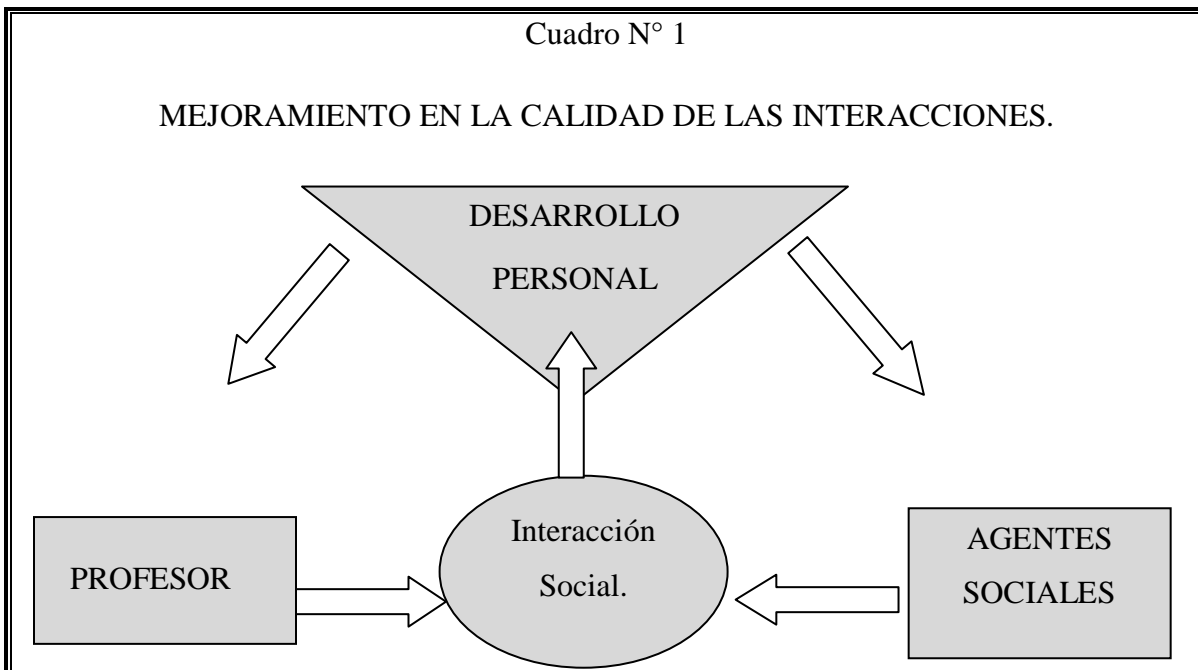 Cuadro N° 1
MEJORAMIENTO EN LA CALIDAD DE LAS INTERACCIONES.
DESARROLLO
PERSONAL
Interacción
Social.
PROFESOR
AGENTES
SOCIALES